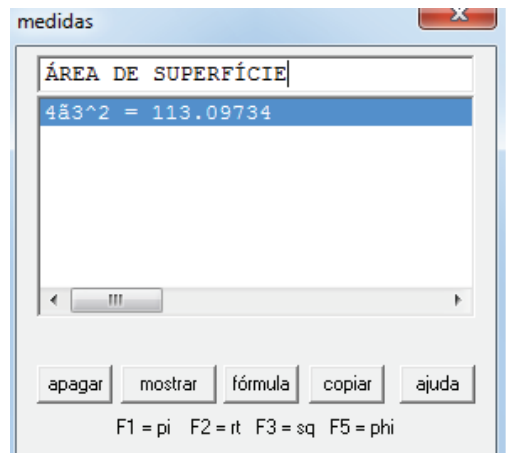 medidas
ÁREA DE SUPERFÍCIE
4ã3^2 = 113.09734
apagar mostrar fórmula copiar ajuda
F1 = pi F2 = rt F3 = sq F5 = phi